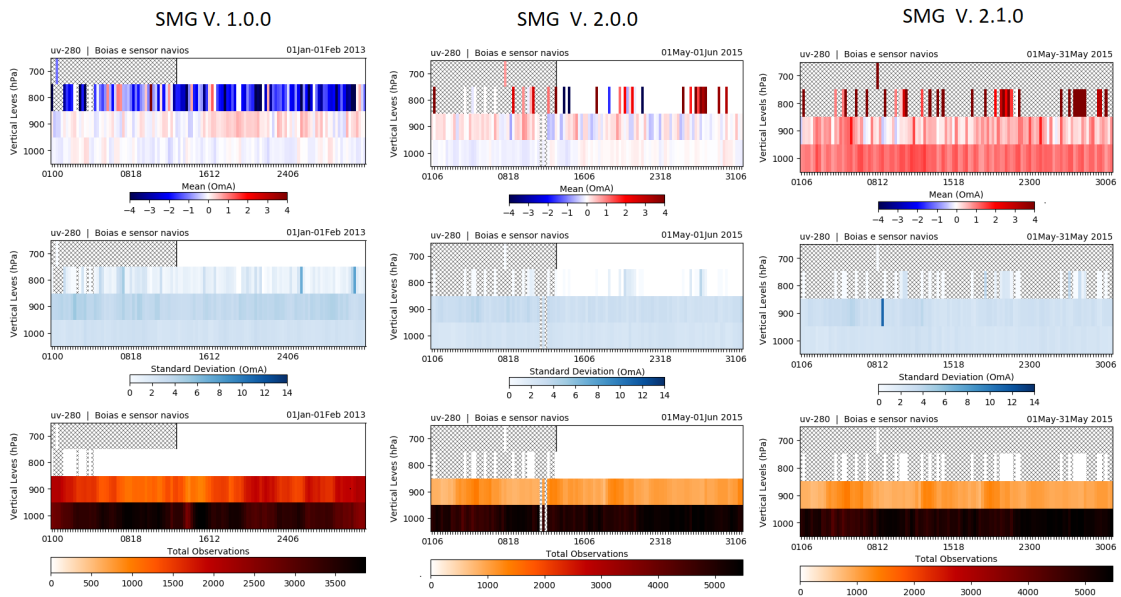 SMG V. 1.0.0
SMG V. 2.0.0
SMG V. 2.1.0
uv-280 | Boias e sensor navios
01Jan-01Feb 2013
Vertical Leves (hPa)
700
800
900
1000
0100
0818
1612
2406
Mean (OmA)
−4 −3 −2 −1 0 1 2 3 4
uv-280 | Boias e sensor navios
01May-01Jun 2015
Vertical Leves (hPa)
700
800
900
1000
0106
0818
1606
2318
3106
Mean (OmA)
−4 −3 −2 −1 0 1 2 3 4
uv-280 | Boias e sensor navios
01May-31May 2015
Vertical Levels (hPa)
700
800
900
1000
0106
0812
1518
2300
3006
Mean (OmA)
−4 −3 −2 −1 0 1 2 3 4
uv-280 | Boias e sensor navios
01Jan-01Feb 2013
Vertical Leves (hPa)
700
800
900
1000
0100
0818
1612
2406
Standard Deviation (OmA)
0 2 4 6 8 10 12 14
uv-280 | Boias e sensor navios
01May-01Jun 2015
Vertical Leves (hPa)
700
800
900
1000
0106
0818
1606
2318
3106
Standard Deviation (OmA)
0 2 4 6 8 10 12 14
uv-280 | Boias e sensor navios
01May-31May 2015
Vertical Levels (hPa)
700
800
900
1000
0106
0812
1518
2300
3006
Standard Deviation (OmA)
0 2 4 6 8 10 12 14
uv-280 | Boias e sensor navios
01Jan-01Feb 2013
Vertical Leves (hPa)
700
800
900
1000
0100
0818
1612
2406
Total Observations
0 500 1000 1500 2000 2500 3000 3500
uv-280 | Boias e sensor navios
01May-01Jun 2015
Vertical Leves (hPa)
700
800
900
1000
0106
0818
1606
2318
3106
Total Observations
0 1000 2000 3000 4000 5000
uv-280 | Boias e sensor navios
01May-31May 2015
Vertical Levels (hPa)
700
800
900
1000
0106
0812
1518
2300
3006
Total Observations
0 1000 2000 3000 4000 5000